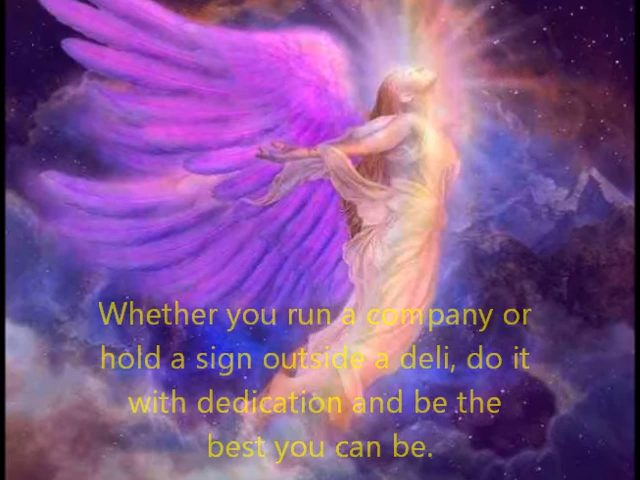 Whether you run a company or
hold a sign outside a deli, do it
with dedication and be the
best you can be.